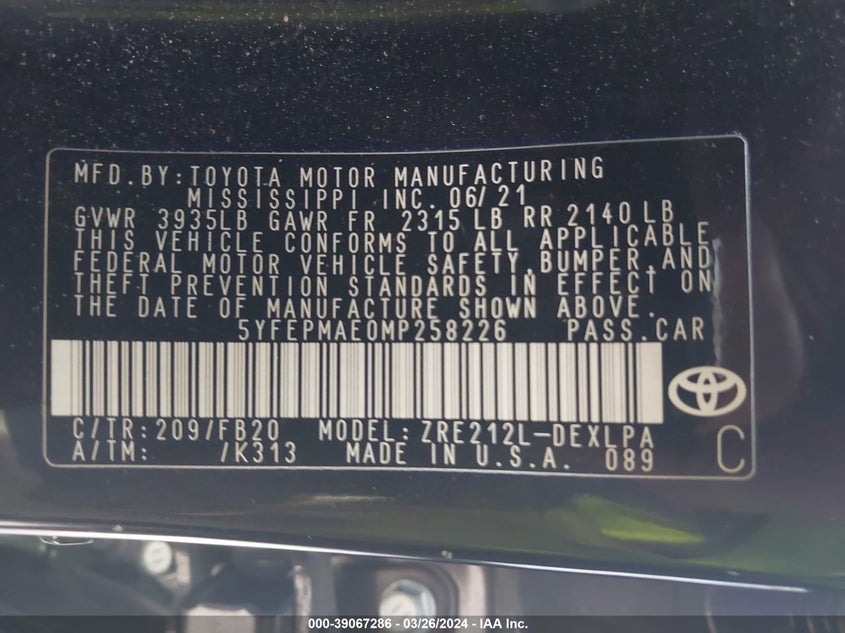 MFD.BY:TOYOTA MOTOR MANUFACTURING
MISSISSIPPI INC. 06/21
GVWR 3935LB GAWR FR 2315 LB RR 2140 LB
THIS VEHICLE CONFORMS TO ALL APPLICABLE
FEDERAL MOTOR VEHICLE SAFETY,BUMPER,AND
THEFT PREVENTION STANDARDS IN EFFECT ON
THE DATE OF MANUFACTURE SHOWN ABOVE.
5YFEPMAE0MP258226 PASS.CAR
C/TR:209/FB20 MODEL:ZRE212L-DEXLPA
A/TM: /K313 MADE IN U.S.A. 089 C
000-39067286 - 03/26/2024 - IAA Inc.